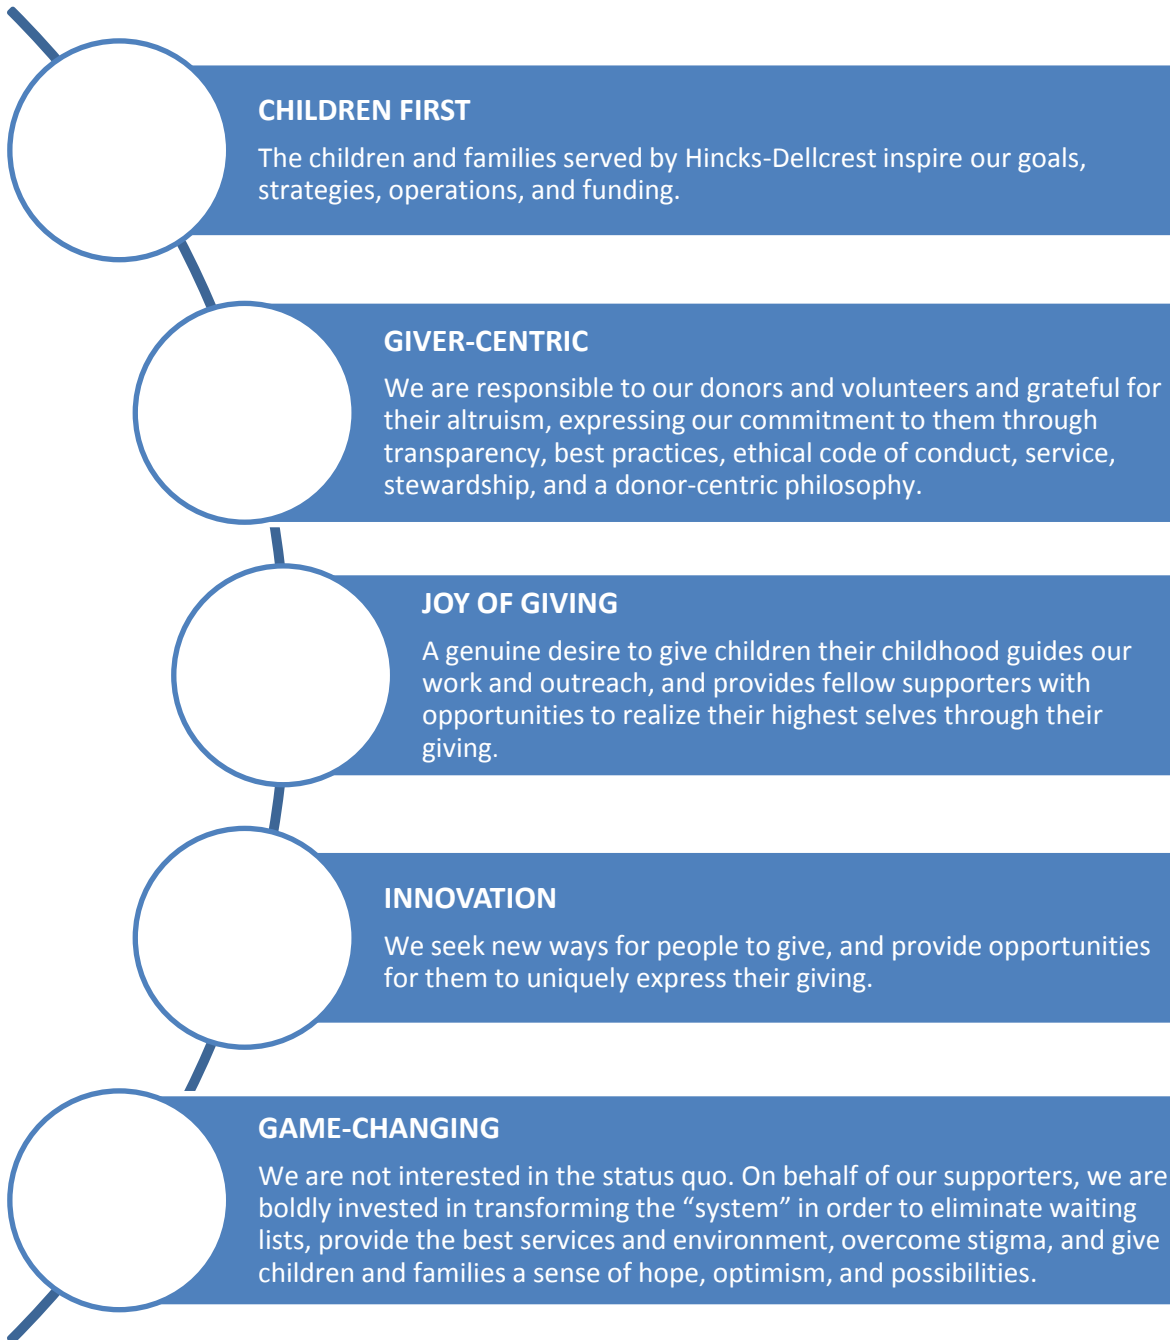 CHILDREN FIRST
The children and families served by Hincks-Dellcrest inspire our goals,
strategies, operations, and funding.
GIVER-CENTRIC
We are responsible to our donors and volunteers and grateful for
their altruism, expressing our commitment to them through
transparency, best practices, ethical code of conduct, service,
stewardship, and a donor-centric philosophy.
JOY OF GIVING
A genuine desire to give children their childhood guides our
work and outreach, and provides fellow supporters with
opportunities to realize their highest selves through their
giving.
INNOVATION
We seek new ways for people to give, and provide opportunities
for them to uniquely express their giving.
GAME-CHANGING
We are not interested in the status quo. On behalf of our supporters, we are
boldly invested in transforming the “system” in order to eliminate waiting
lists, provide the best services and environment, overcome stigma, and give
children and families a sense of hope, optimism, and possibilities.